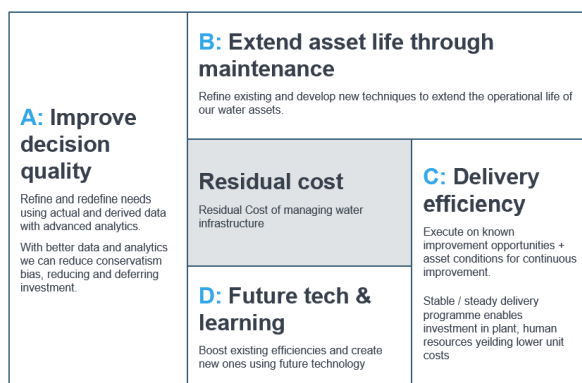 A: Improve
decision
quality
Refine and redefine needs
using actual and derived data
with advanced analytics.
With better data and analytics
we can reduce conservatism
bias, reducing and deferring
investment.
B: Extend asset life through
maintenance
Refine existing and develop new techniques to extend the operational life of
our water assets.
Residual cost
Residual Cost of managing water
infrastructure
C: Delivery
efficiency
Execute on known
improvement opportunities +
asset conditions for continuous
improvement.
Stable / steady delivery
programme enables
investment in plant, human
resources yeilding lower unit
costs
D: Future tech &
learning
Boost existing efficiencies and create
new ones using future technology